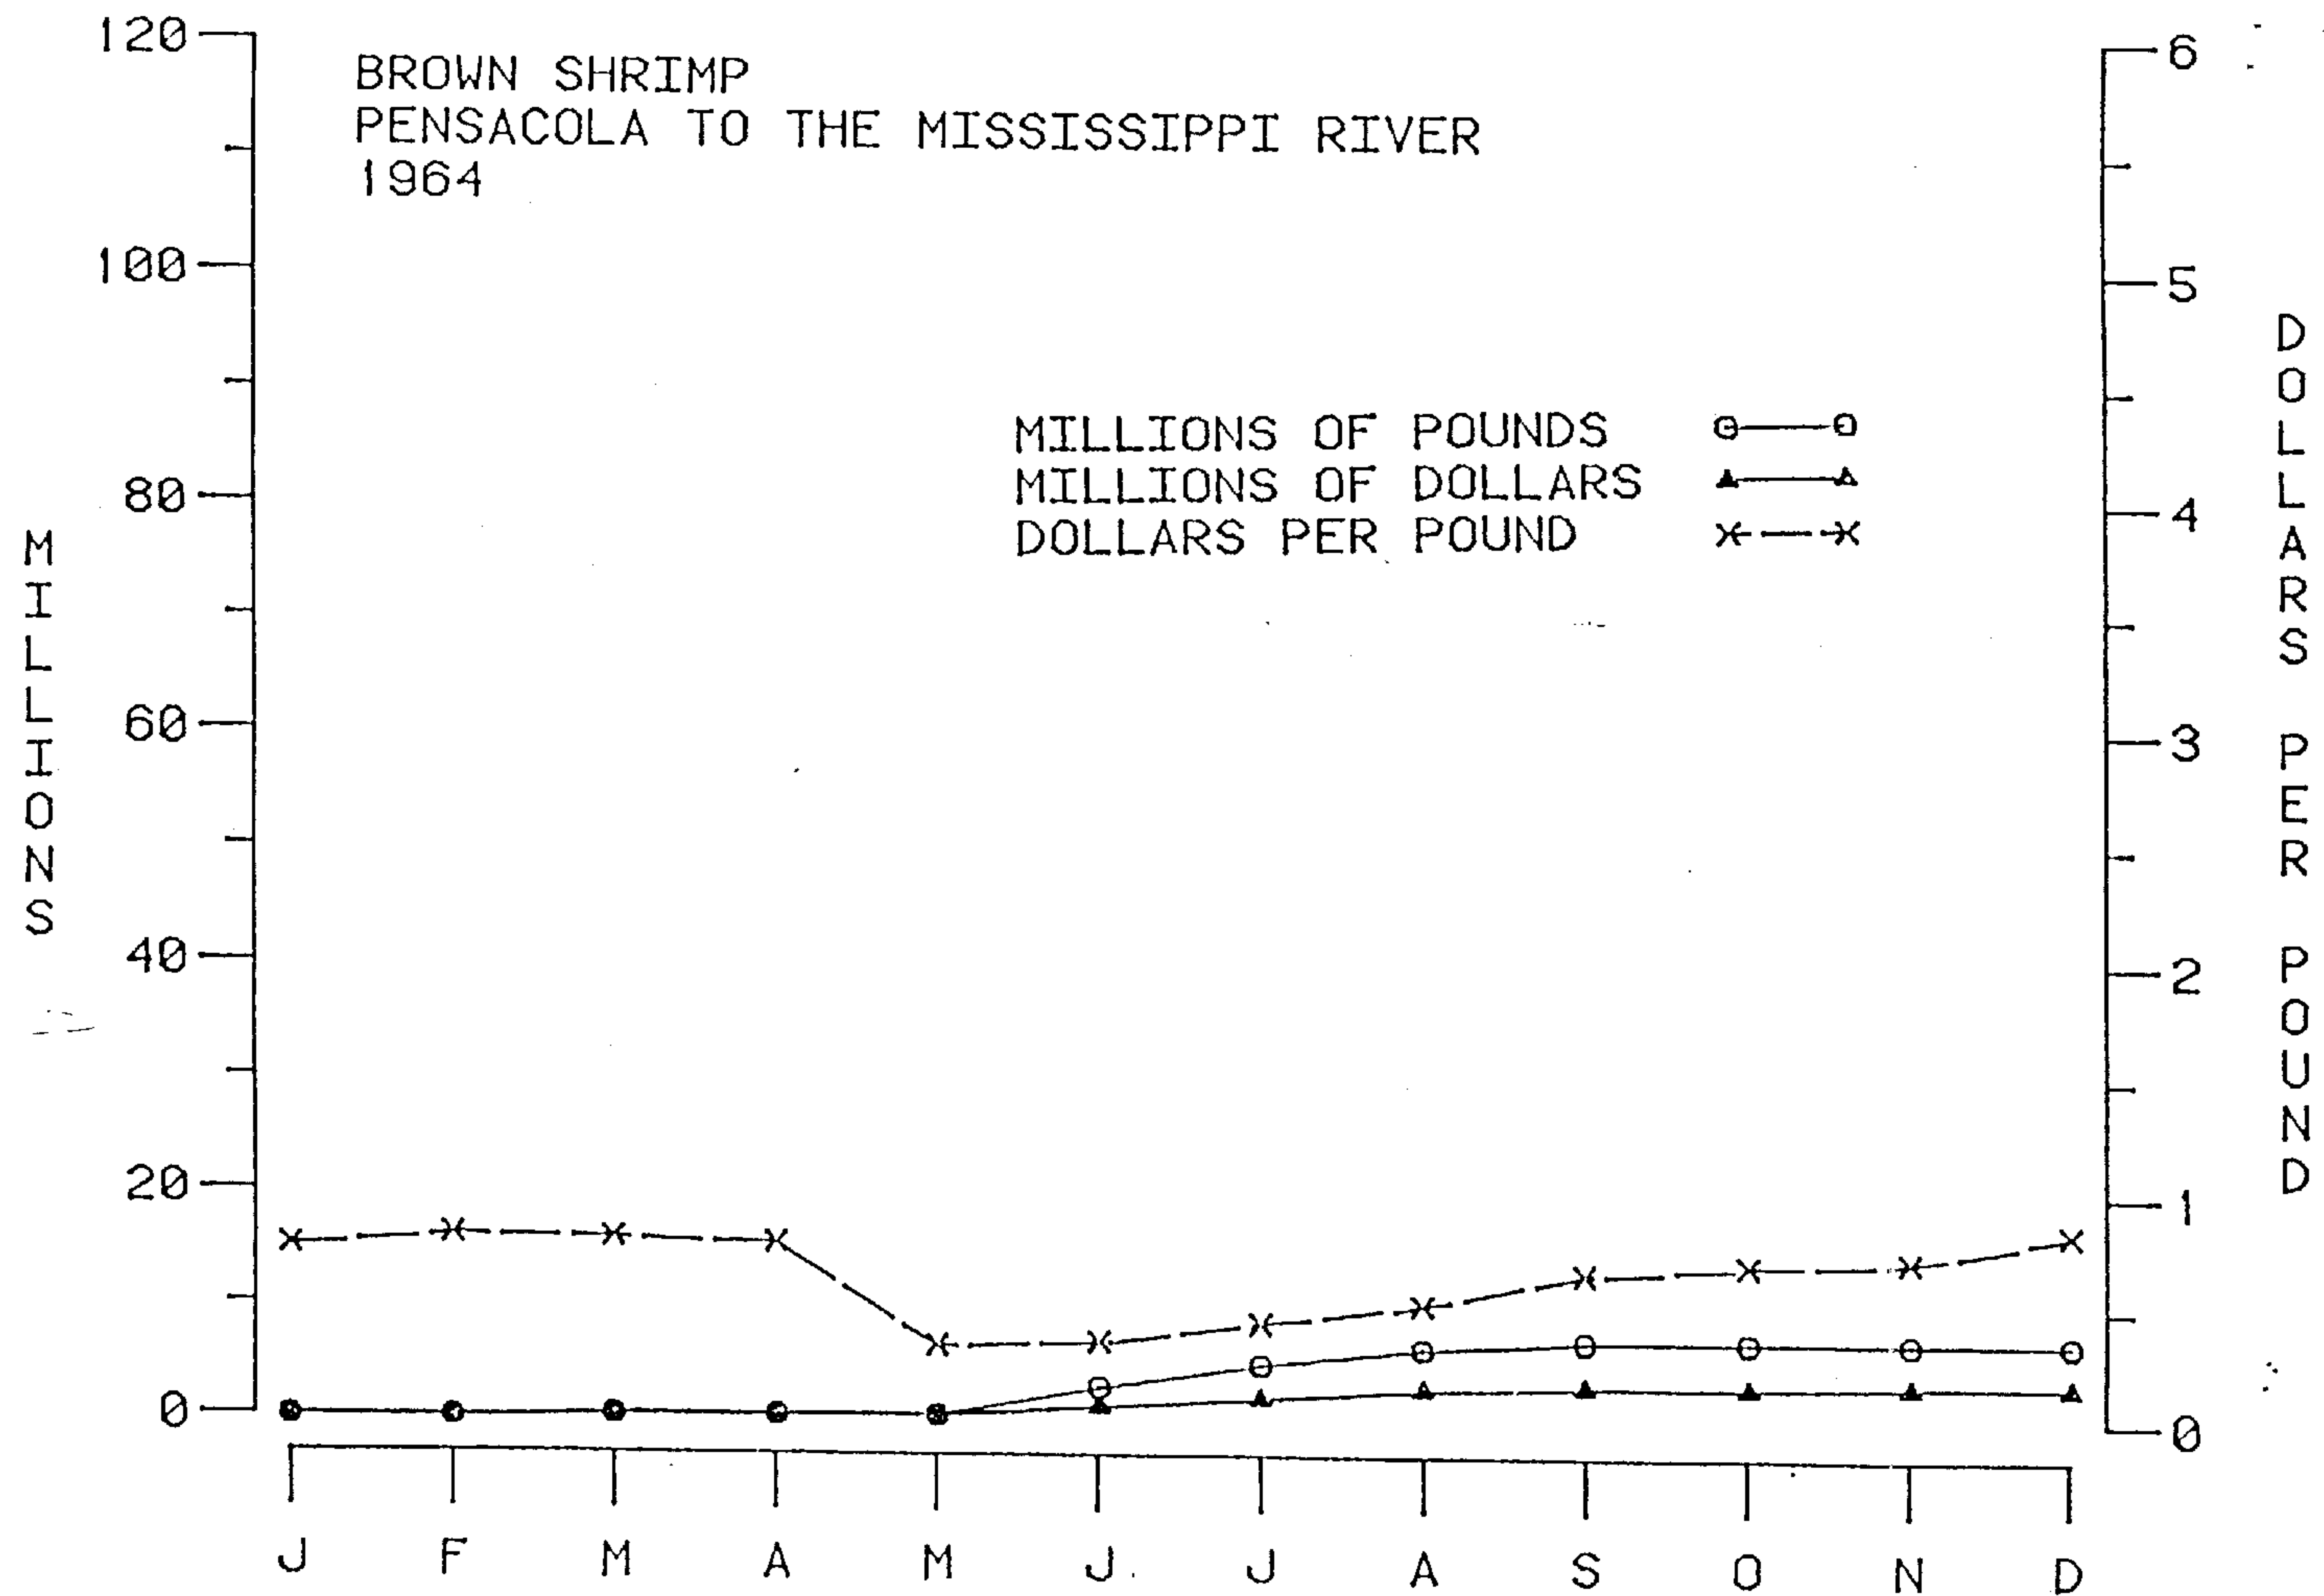 BROWN SHRIMP
PENSACOLA TO THE MISSISSIPPI RIVER
1964
MILLIONS OF POUNDS
MILLIONS OF DOLLARS
DOLLARS PER POUND
MILLIONS
120
100
80
60
40
20
0
6
5
4
3
2
1
0
DOLLARS PER POUND
J F M A M J J A S O N D